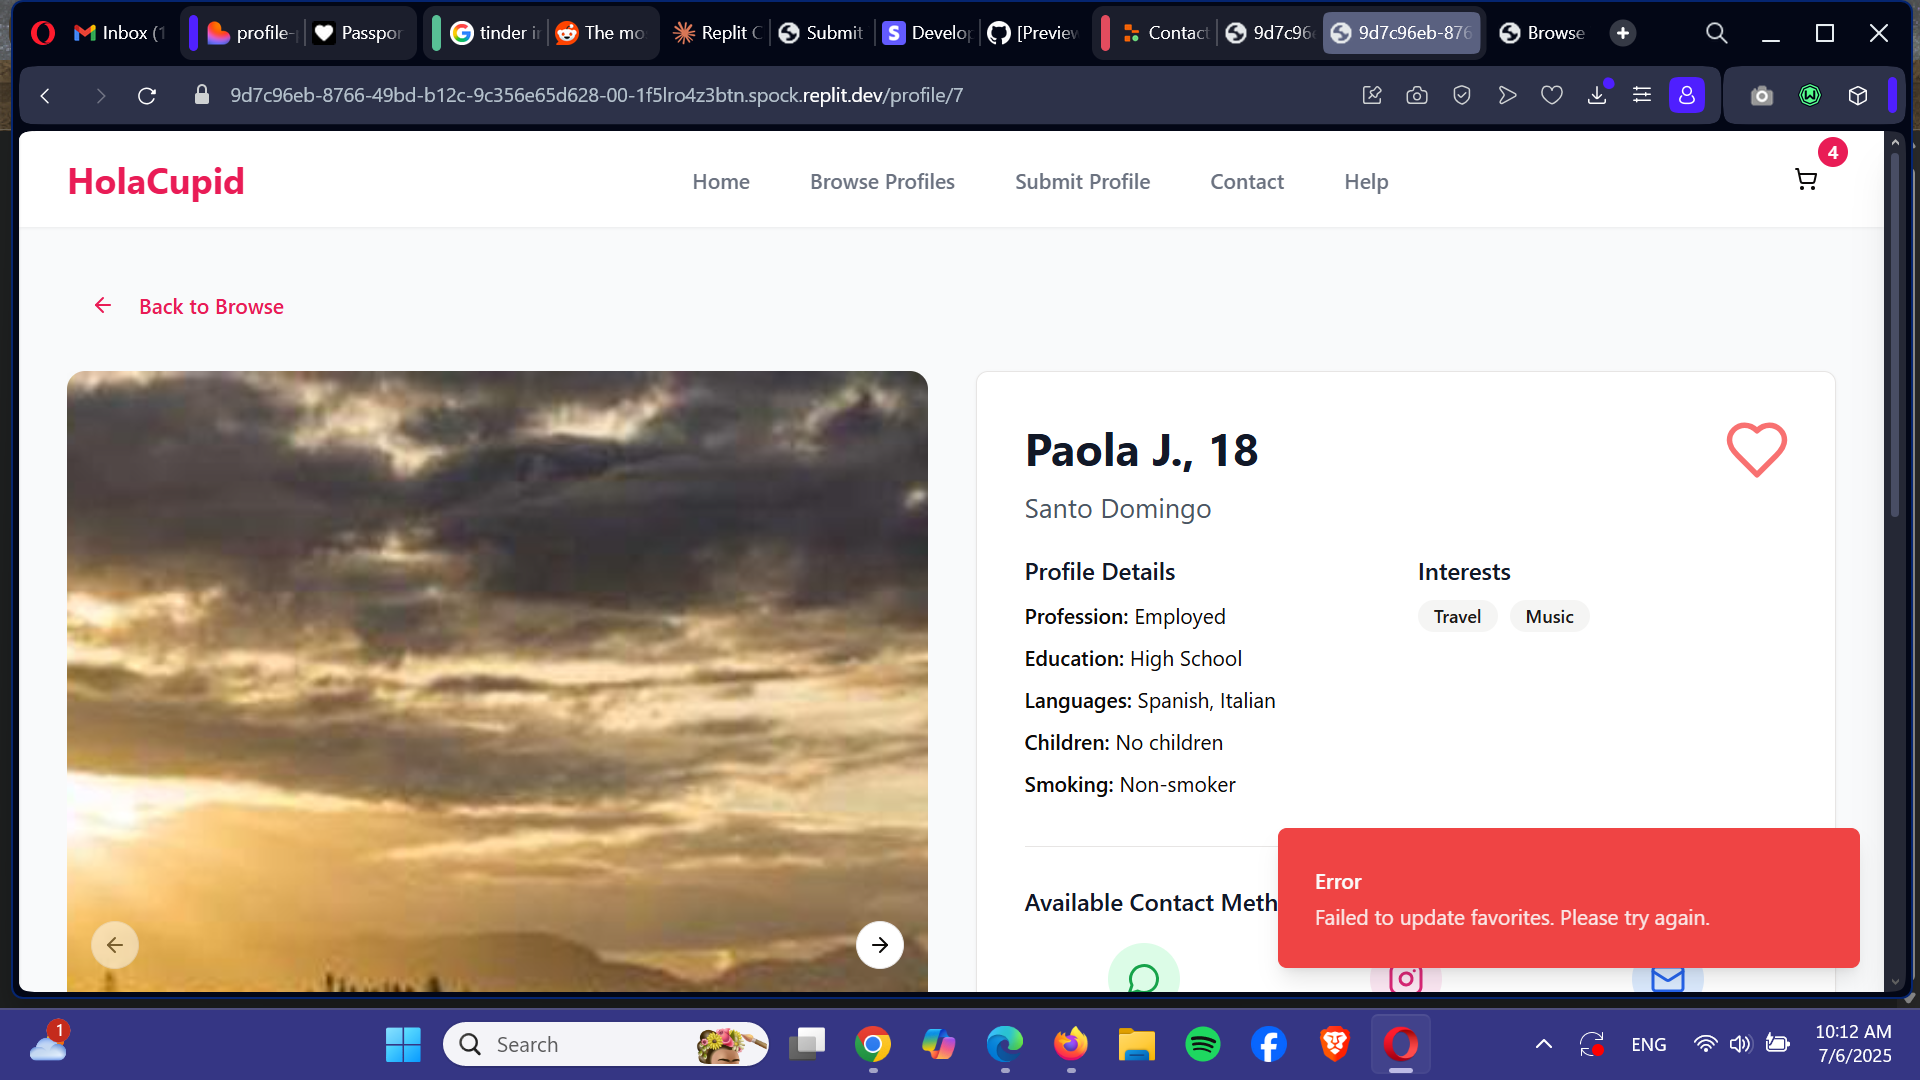 Inbox (1
profile-
Passpor
tinder in
The mo
Replit C
Submit
Develop
[Preview
Contact
9d7c96e
9d7c96eb-876
Browse
9d7c96eb-8766-49bd-b12c-9c356e65d628-00-1f5lro4z3btn.spock.replit.dev/profile/7
HolaCupid
Home
Browse Profiles
Submit Profile
Contact
Help
4
Back to Browse
Paola J., 18
Santo Domingo
Profile Details
Profession: Employed
Education: High School
Languages: Spanish, Italian
Children: No children
Smoking: Non-smoker
Interests
Travel
Music
Available Contact Meth
Error
Failed to update favorites. Please try again.
1
Search
ENG
10:12 AM
7/6/2025